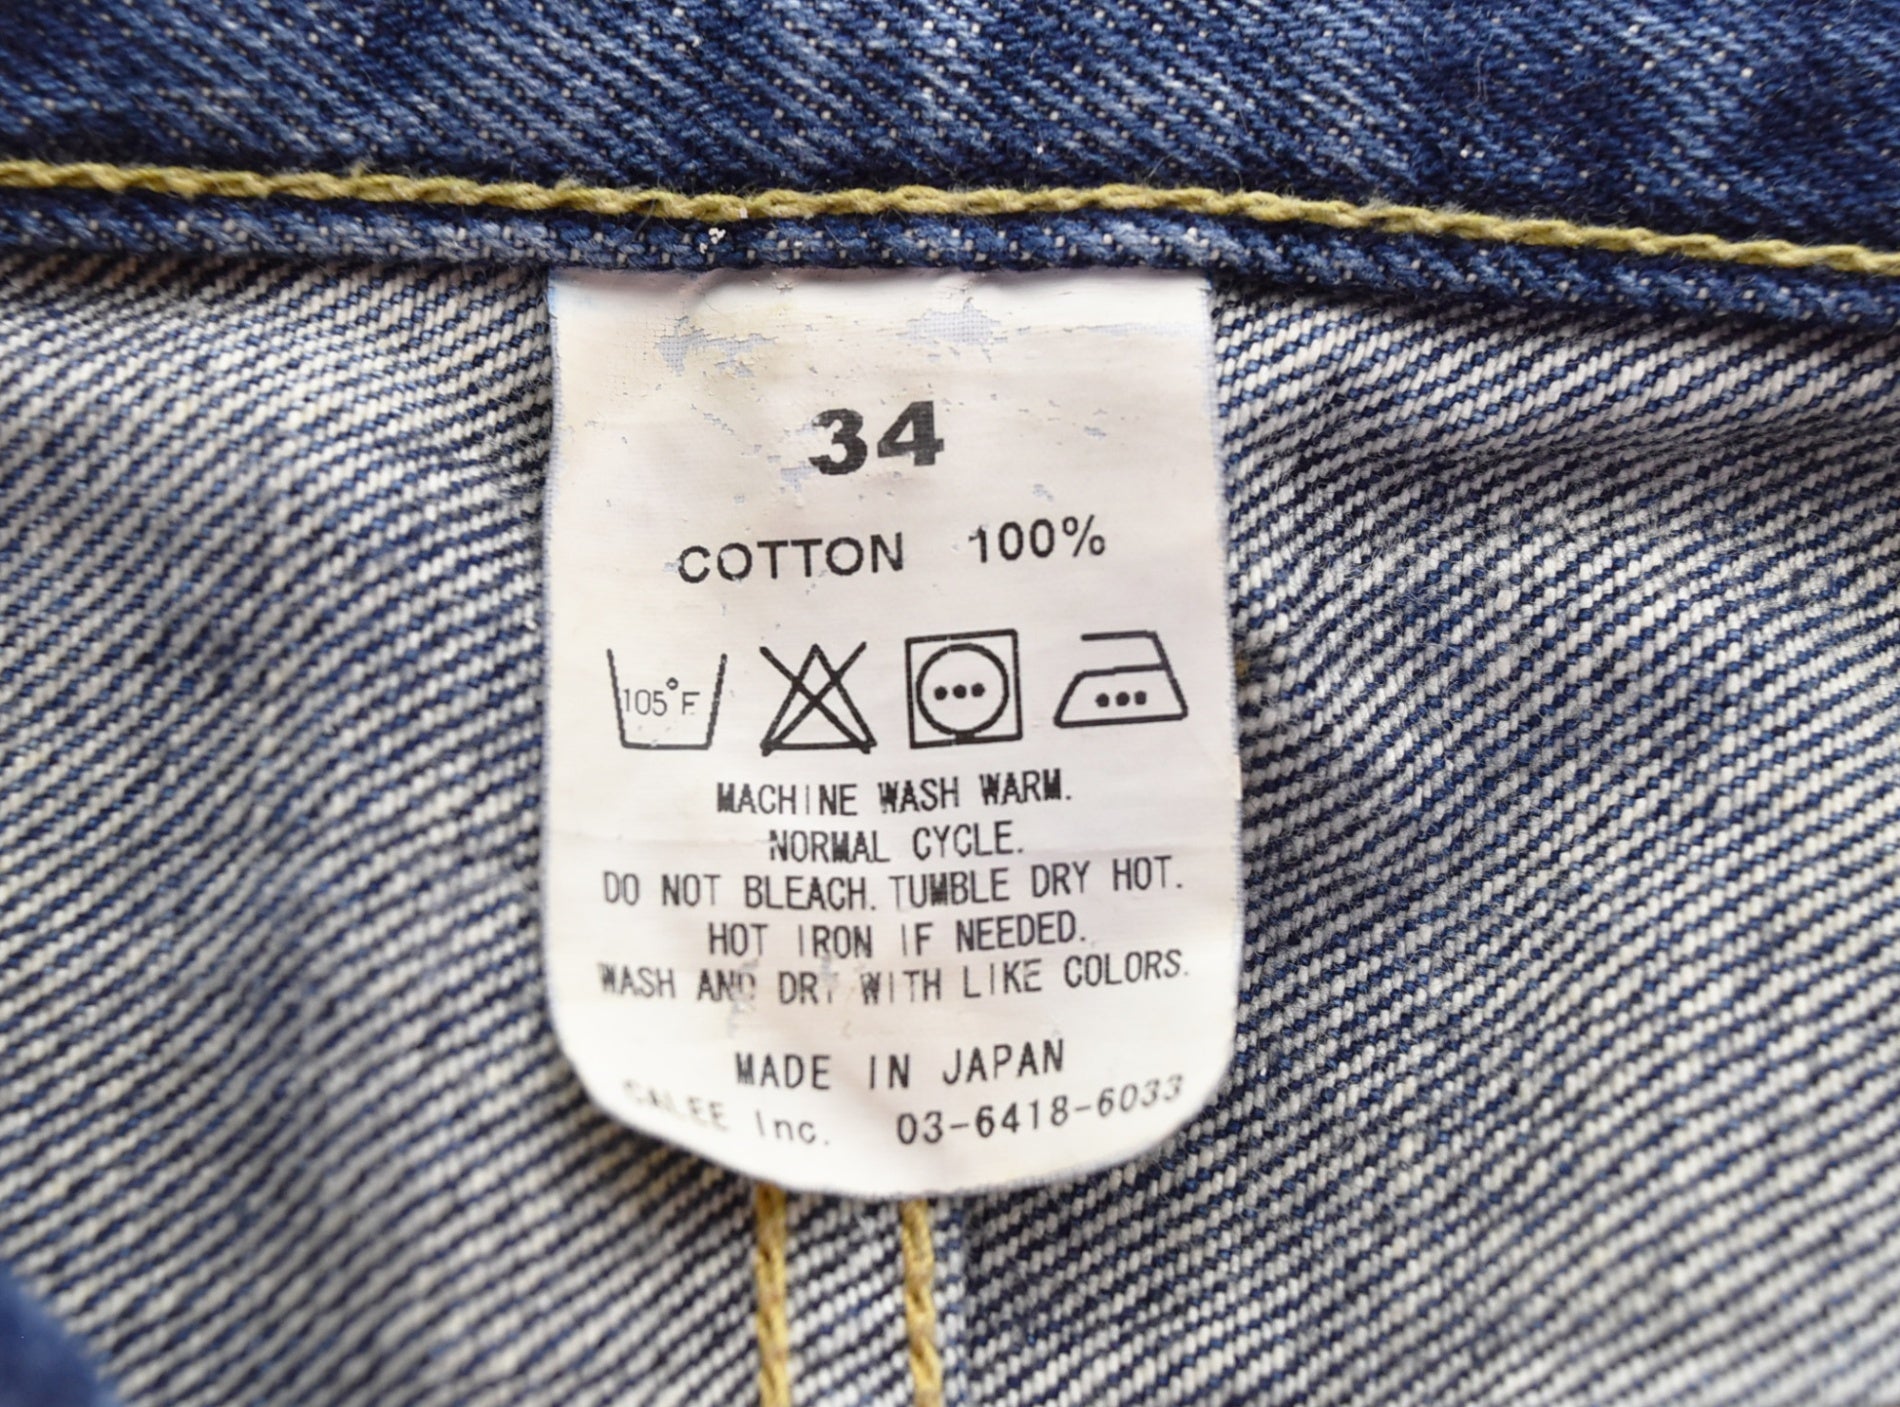 34
COTTON 100%
105°F
MACHINE WASH WARM.
NORMAL CYCLE.
DO NOT BLEACH. TUMBLE DRY HOT.
HOT IRON IF NEEDED.
WASH AND DRY WITH LIKE COLORS.
MADE IN JAPAN
CALEE Inc. 03-6418-6033